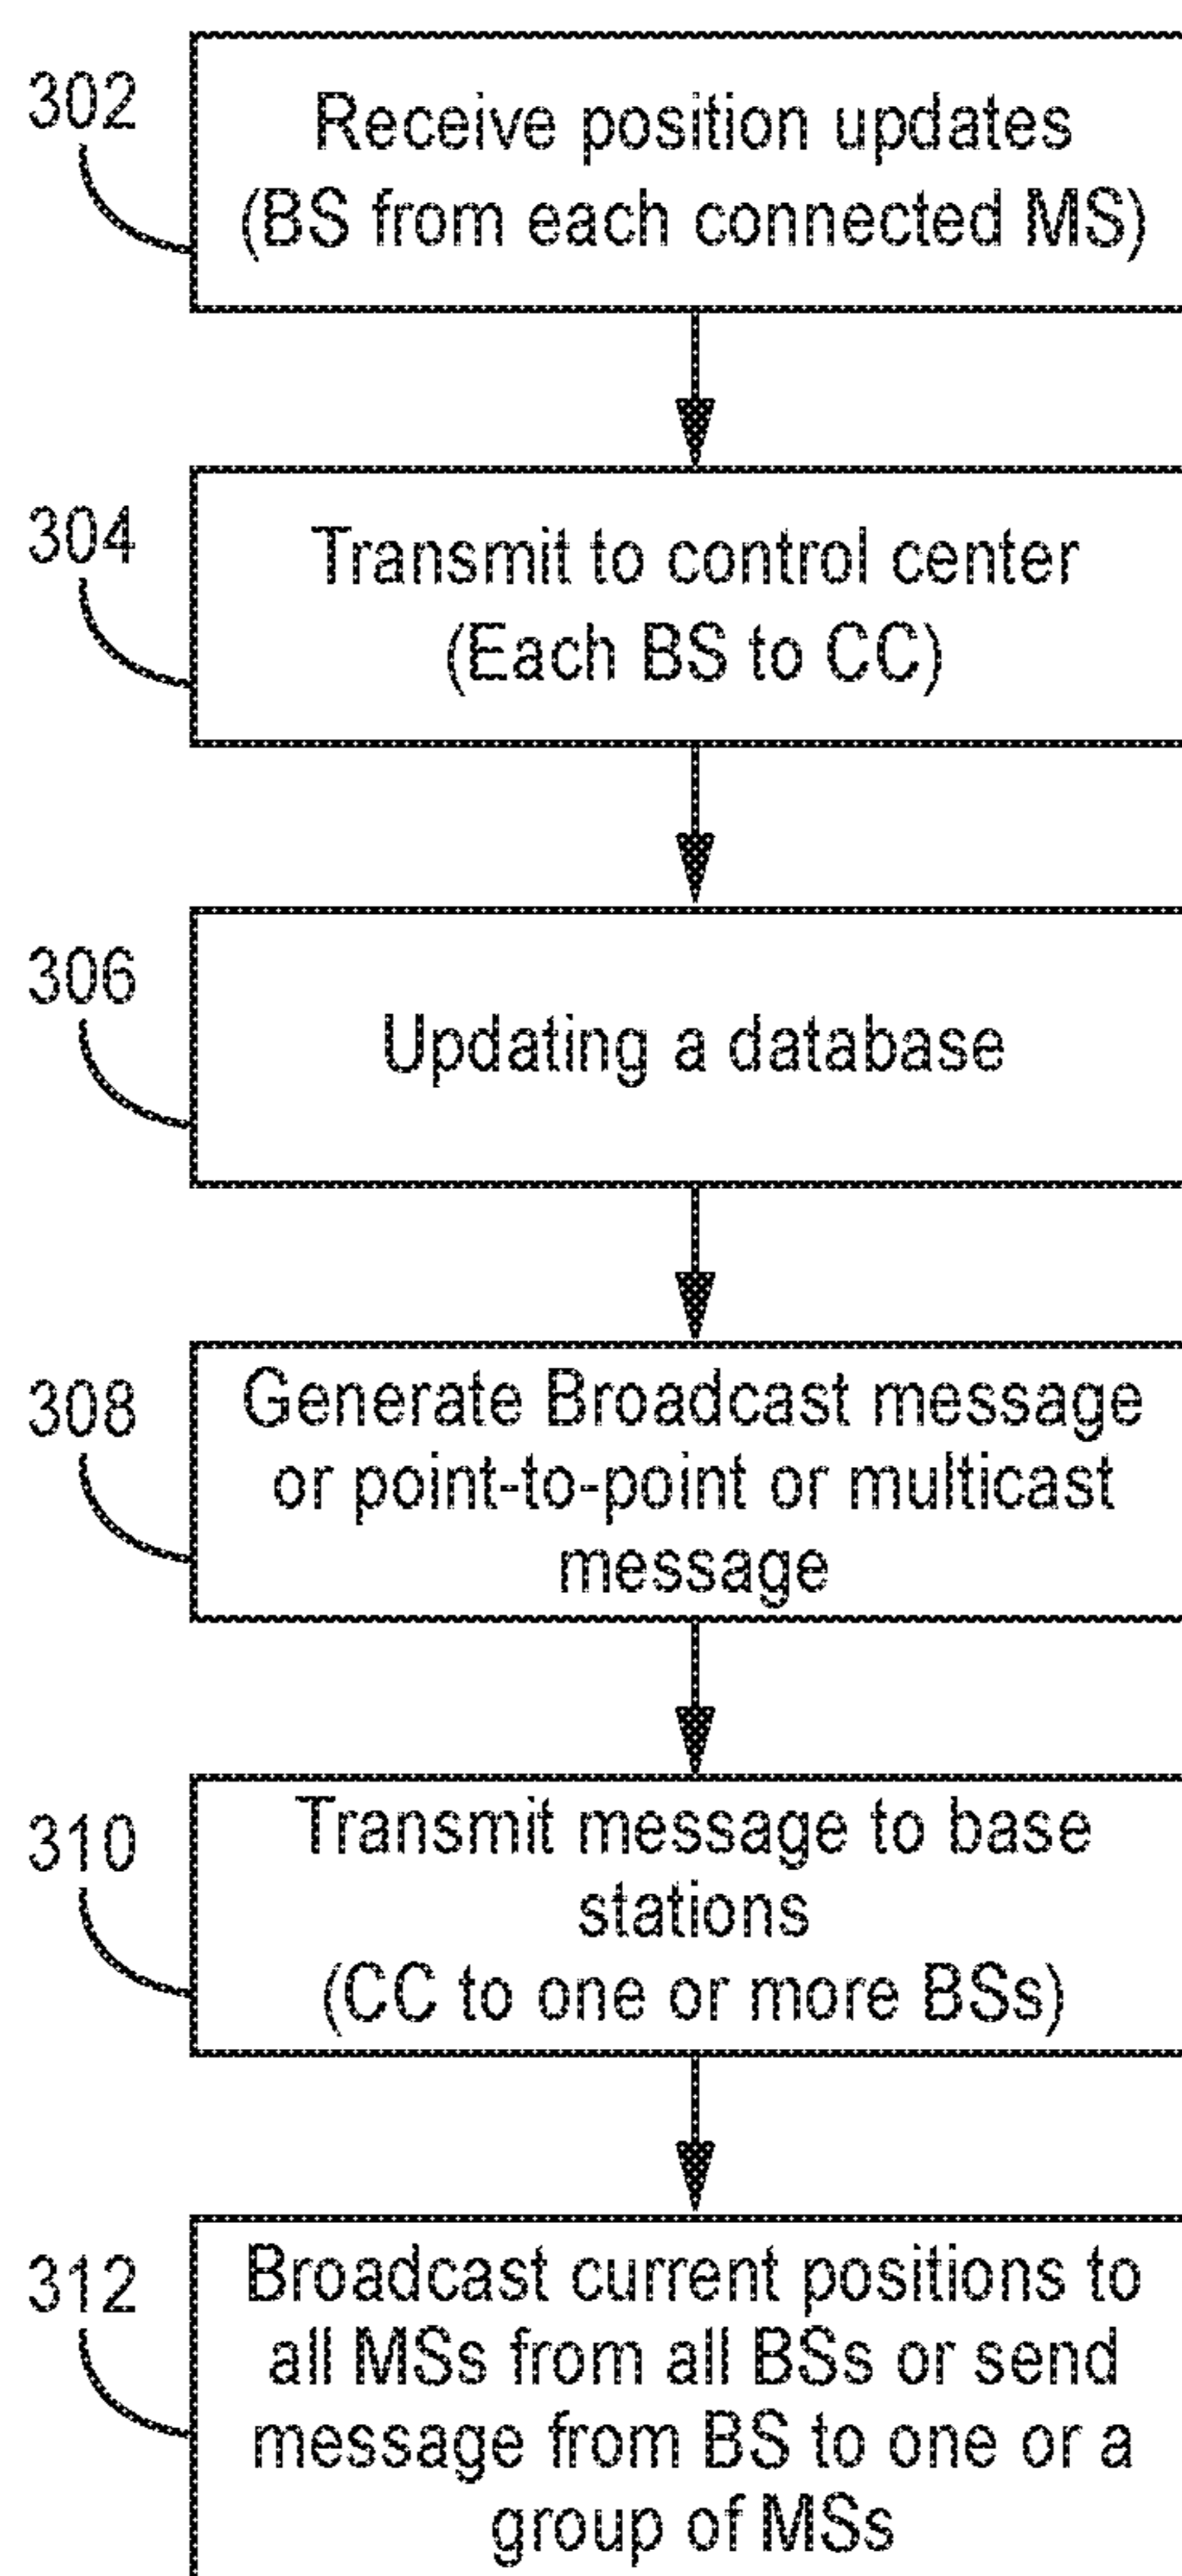 302
Receive position updates
(BS from each connected MS)
304
Transmit to control center
(Each BS to CC)
306
Updating a database
308
Generate Broadcast message
or point-to-point or multicast
message
310
Transmit message to base
stations
(CC to one or more BSs)
312
Broadcast current positions to
all MSs from all BSs or send
message from BS to one or a
group of MSs